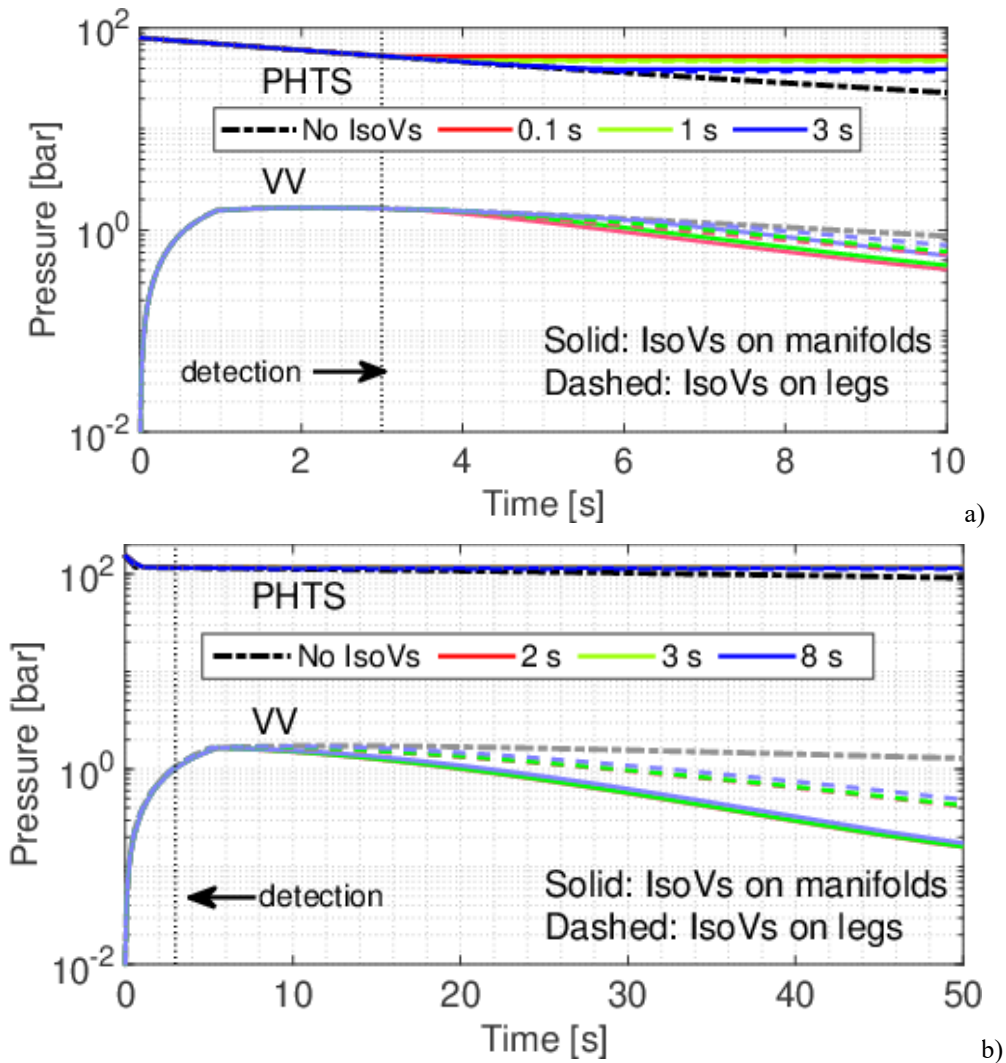 10^2
PHTS
No IsoVs 0.1 s 1 s 3 s
VV
10^0
Pressure [bar]
Solid: IsoVs on manifolds
detection
Dashed: IsoVs on legs
10^-2
0 2 4 6 8 10
Time [s]
a)
10^2
PHTS
No IsoVs 2 s 3 s 8 s
VV
10^0
Pressure [bar]
Solid: IsoVs on manifolds
detection
Dashed: IsoVs on legs
10^-2
0 10 20 30 40 50
Time [s]
b)